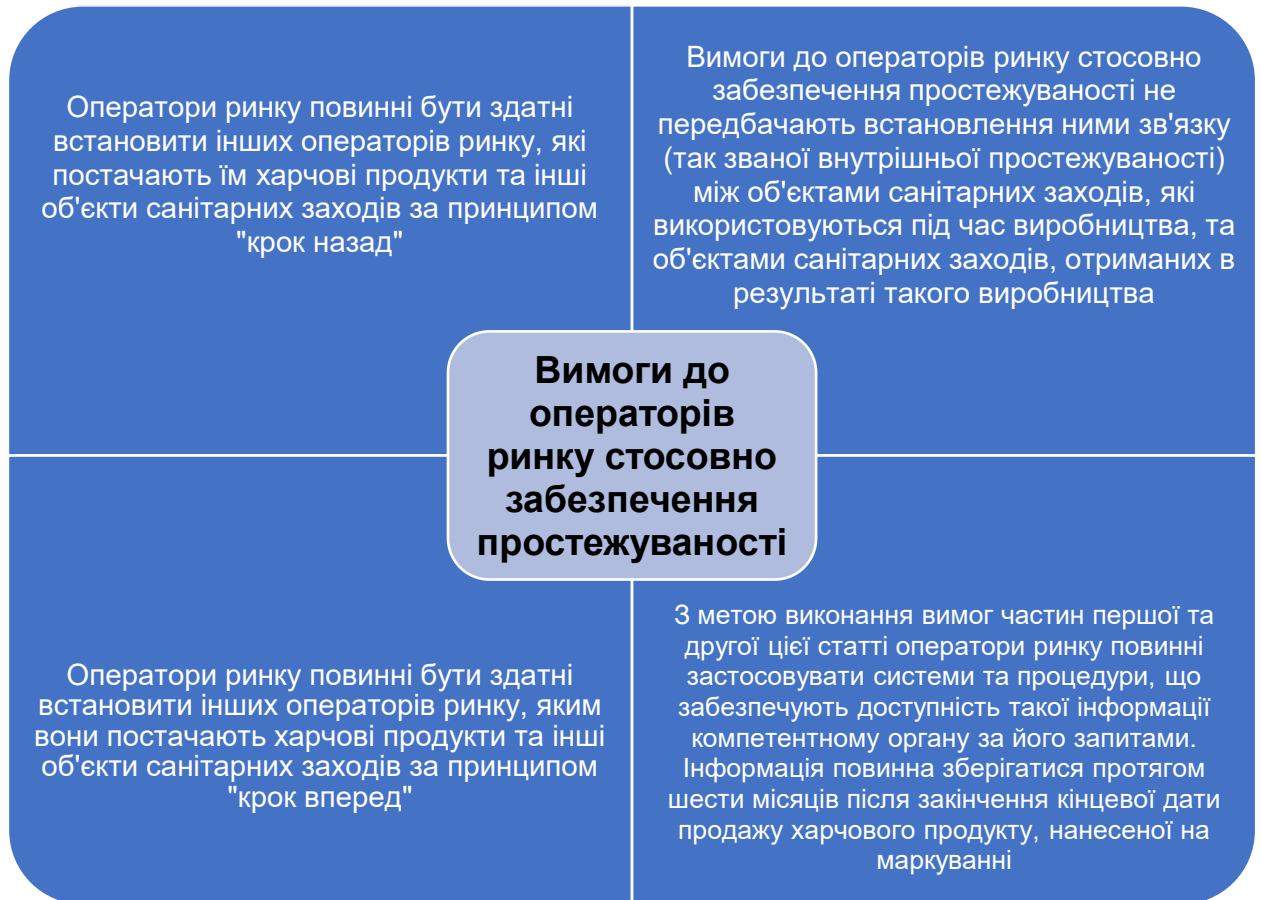 Оператори ринку повинні бути здатні
встановити інших операторів ринку, які
постачають їм харчові продукти та інші
об'єкти санітарних заходів за принципом
"крок назад"
Вимоги до операторів ринку стосовно
забезпечення простежуваності не
передбачають встановлення ними зв'язку
(так званої внутрішньої простежуваності)
між об'єктами санітарних заходів, які
використовуються під час виробництва, та
об'єктами санітарних заходів, отриманих в
результаті такого виробництва
Вимоги до
операторів
ринку стосовно
забезпечення
простежуваності
Оператори ринку повинні бути здатні
встановити інших операторів ринку, яким
вони постачають харчові продукти та інші
об'єкти санітарних заходів за принципом
"крок вперед"
З метою виконання вимог частин першої та
другої цієї статті оператори ринку повинні
застосовувати системи та процедури, що
забезпечують доступність такої інформації
компетентному органу за його запитами.
Інформація повинна зберігатися протягом
шести місяців після закінчення кінцевої дати
продажу харчового продукту, нанесеної на
маркуванні